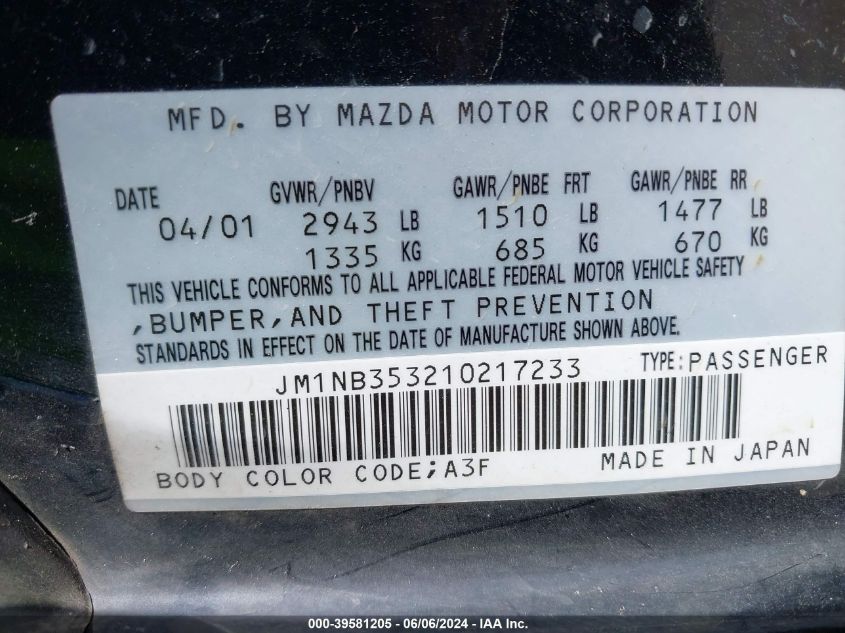 MFD. BY MAZDA MOTOR CORPORATION
DATE GVWR/PNBV GAWR/PNBE FRT GAWR/PNBE RR
04/01 2943 LB 1510 LB 1477 LB
1335 KG 685 KG 670 KG
THIS VEHICLE CONFORMS TO ALL APPLICABLE FEDERAL MOTOR VEHICLE SAFETY
,BUMPER,AND THEFT PREVENTION
STANDARDS IN EFFECT ON THE DATE OF MANUFACTURE SHOWN ABOVE.
JM1NB353210217233 TYPE:PASSENGER
BODY COLOR CODE;A3F MADE IN JAPAN
000-39581205 - 06/06/2024 - IAA Inc.